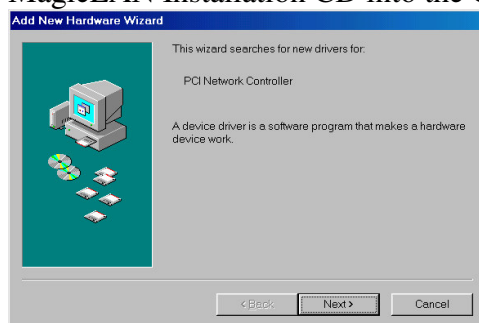 MagicLAN Installation CD into the
Add New Hardware Wizard
This wizard searches for new drivers for:
PCI Network Controller
A device driver is a software program that makes a hardware
device work.
< Back Next > Cancel